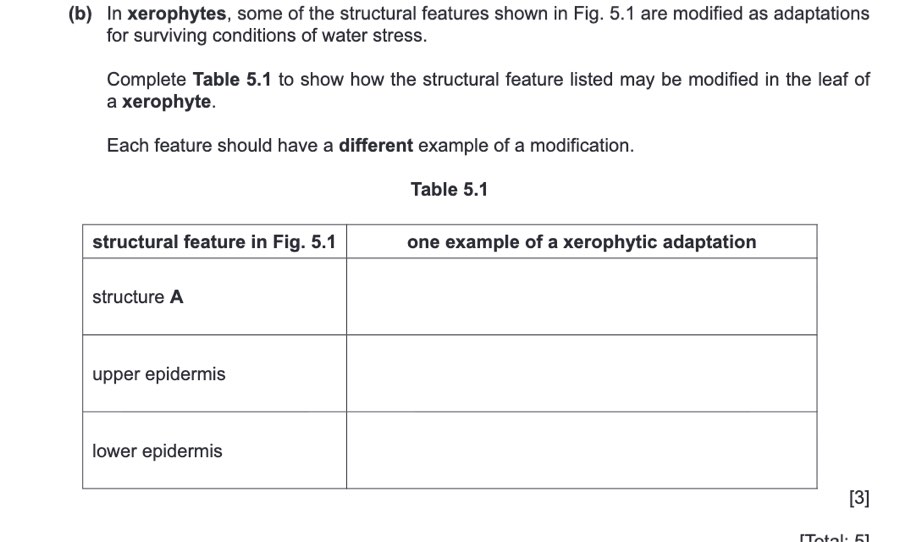 (b) In xerophytes, some of the structural features shown in Fig. 5.1 are modified as adaptations
for surviving conditions of water stress.
Complete Table 5.1 to show how the structural feature listed may be modified in the leaf of
a xerophyte.
Each feature should have a different example of a modification.
Table 5.1
structural feature in Fig. 5.1 one example of a xerophytic adaptation
structure A
upper epidermis
lower epidermis
[3]
[Total: 5]